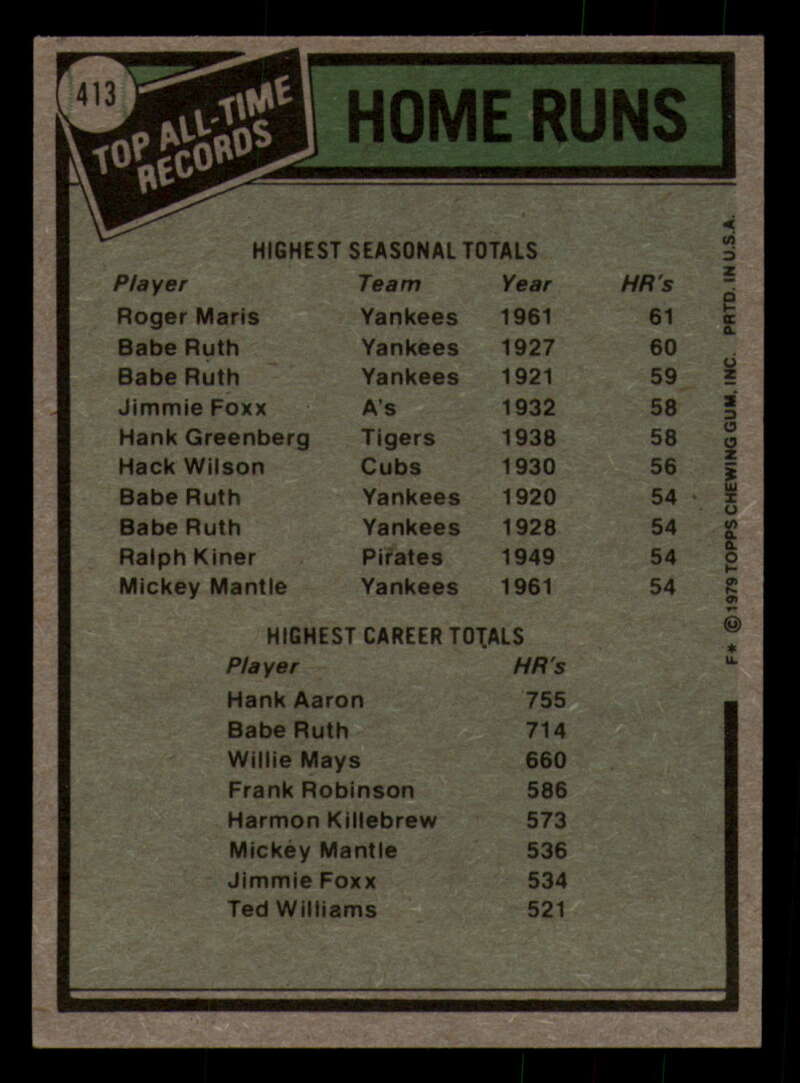 413
TOP ALL-TIME
RECORDS
HOME RUNS
HIGHEST SEASONAL TOTALS
Player Team Year HR's
Roger Maris Yankees 1961 61
Babe Ruth Yankees 1927 60
Babe Ruth Yankees 1921 59
Jimmie Foxx A's 1932 58
Hank Greenberg Tigers 1938 58
Hack Wilson Cubs 1930 56
Babe Ruth Yankees 1920 54
Babe Ruth Yankees 1928 54
Ralph Kiner Pirates 1949 54
Mickey Mantle Yankees 1961 54
HIGHEST CAREER TOTALS
Player HR's
Hank Aaron 755
Babe Ruth 714
Willie Mays 660
Frank Robinson 586
Harmon Killebrew 573
Mickey Mantle 536
Jimmie Foxx 534
Ted Williams 521
F* © 1979 TOPPS CHEWING GUM, INC. PRTD. IN U.S.A.